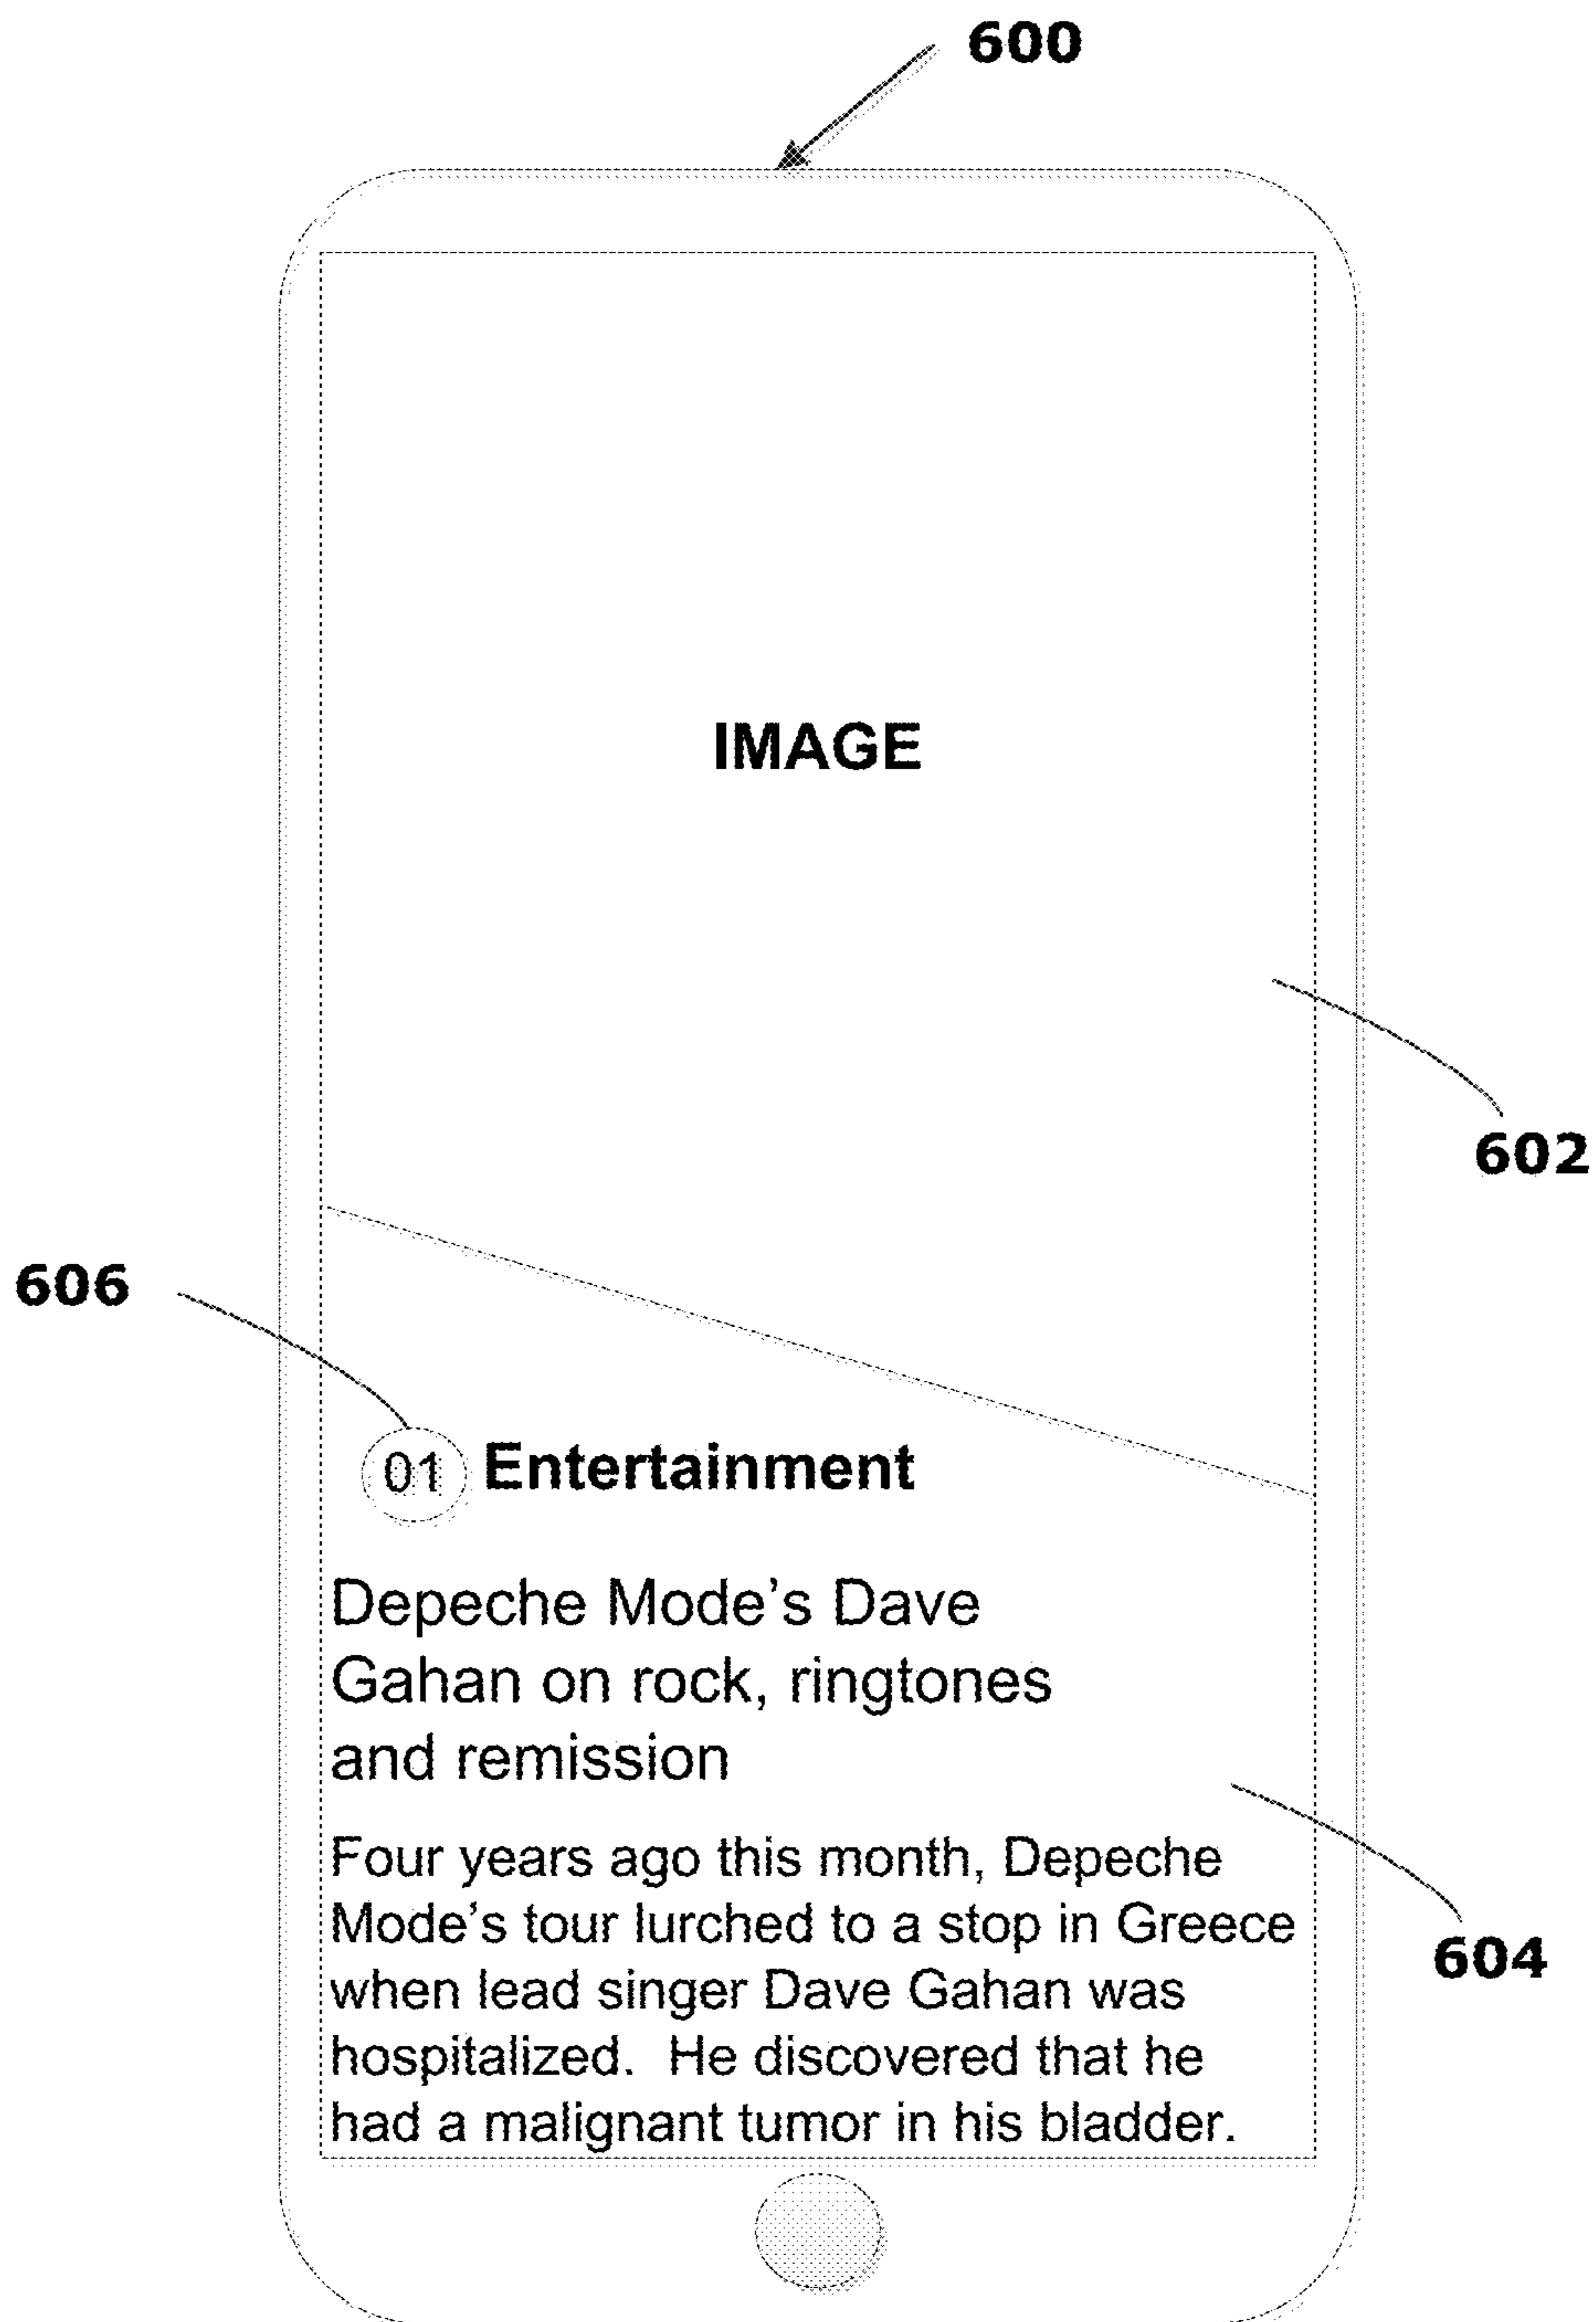 600
IMAGE
602
606
01 Entertainment
Depeche Mode’s Dave
Gahan on rock, ringtones
and remission
Four years ago this month, Depeche
Mode’s tour lurched to a stop in Greece
when lead singer Dave Gahan was
hospitalized.  He discovered that he
had a malignant tumor in his bladder.
604